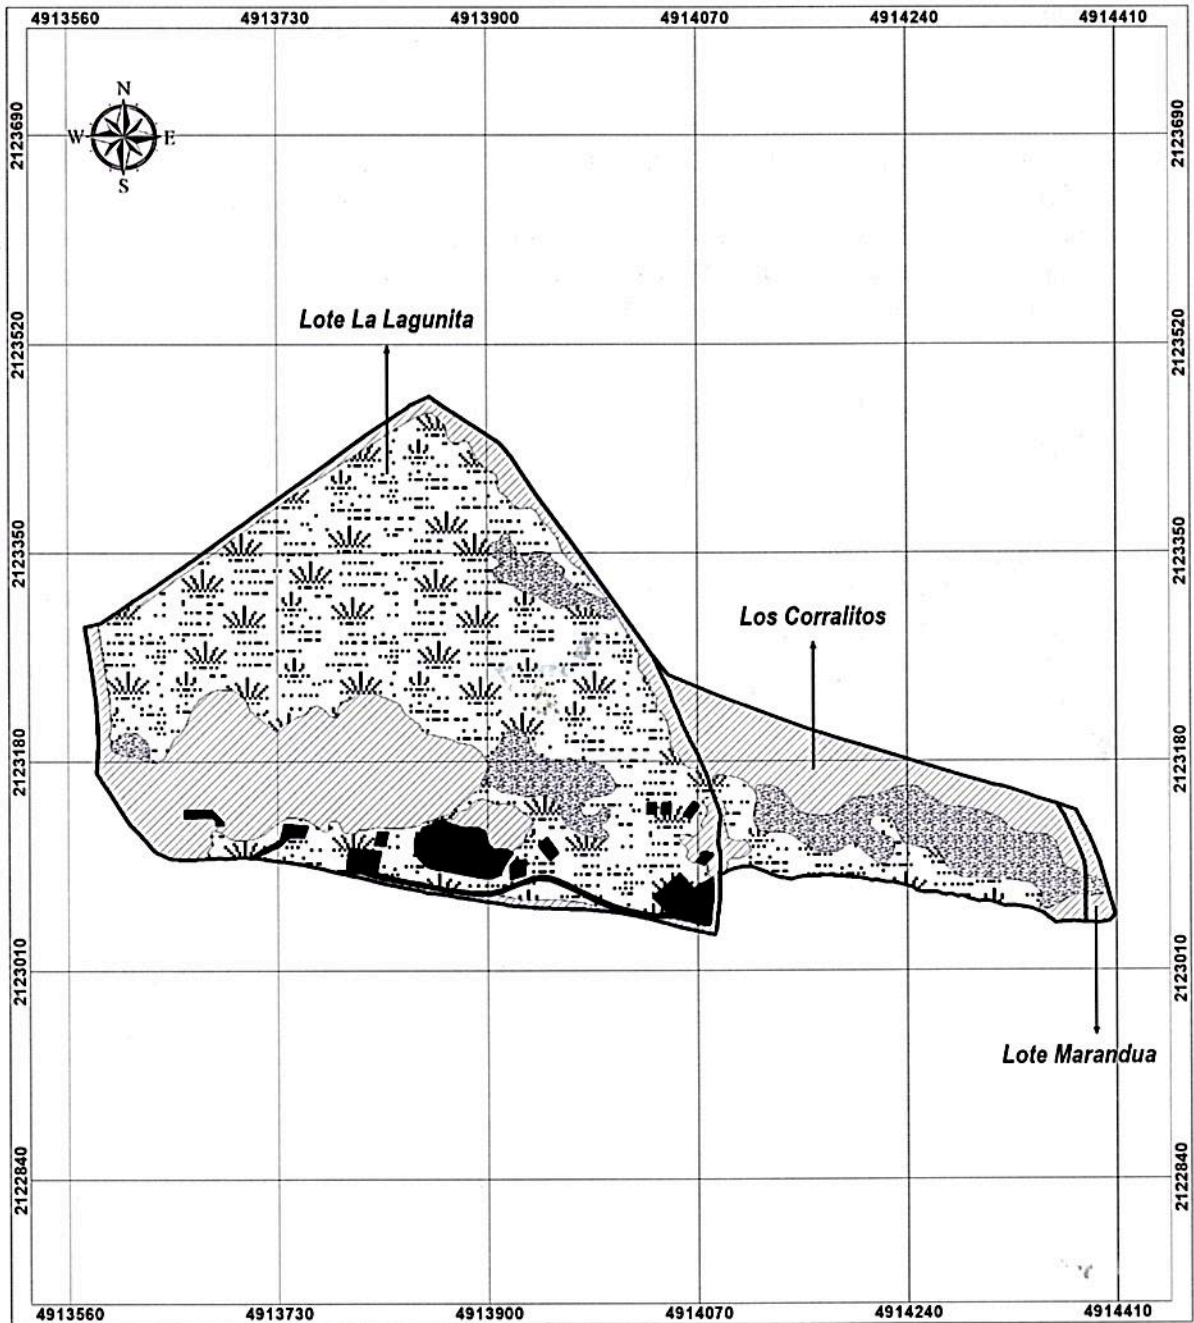 4913560 4913730 4913900 4914070 4914240 4914410
N
W E
S
2123690 2123690
Lote La Lagunita
2123520 2123520
2123350 2123350
Los Corralitos
2123180 2123180
2123010 2123010
Lote Marandua
2122840 2122840
4913560 4913730 4913900 4914070 4914240 4914410